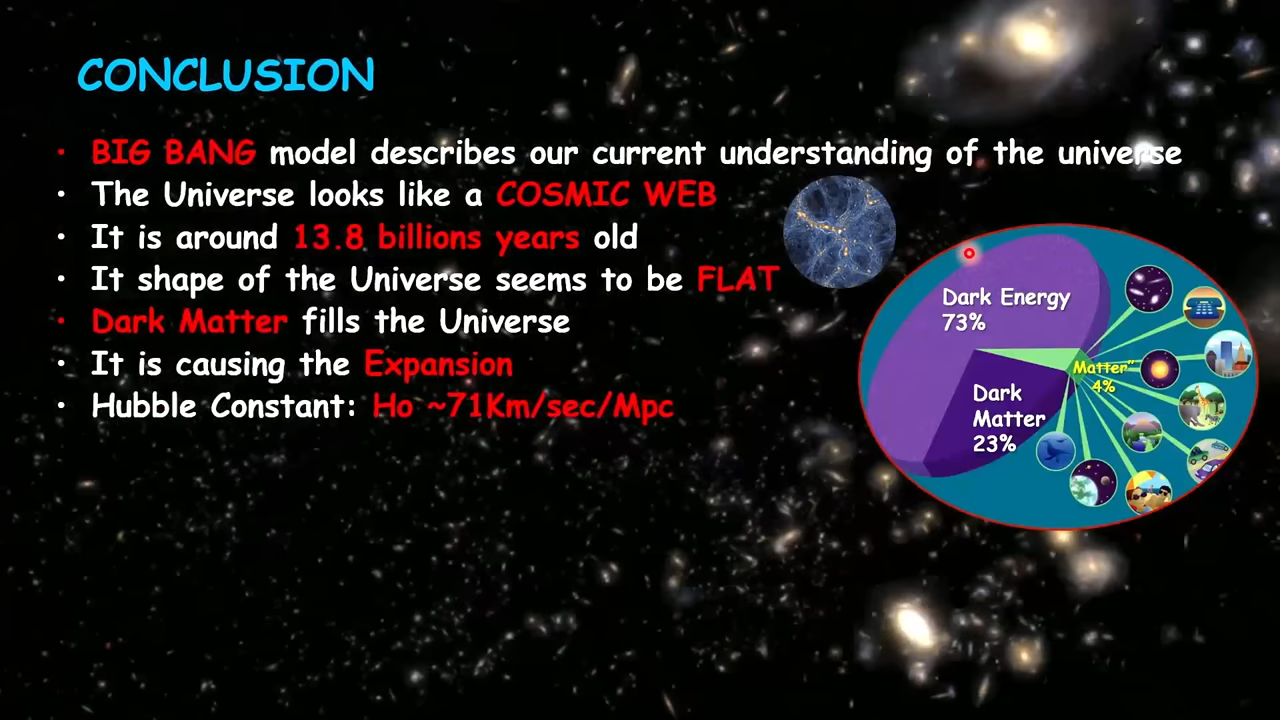 CONCLUSION
• BIG BANG model describes our current understanding of the universe
• The Universe looks like a COSMIC WEB
• It is around 13.8 billions years old
• It shape of the Universe seems to be FLAT
• Dark Matter fills the Universe
• It is causing the Expansion
• Hubble Constant: Ho ~71Km/sec/Mpc
Dark Energy
73%
Matter”
4%
Dark
Matter
23%